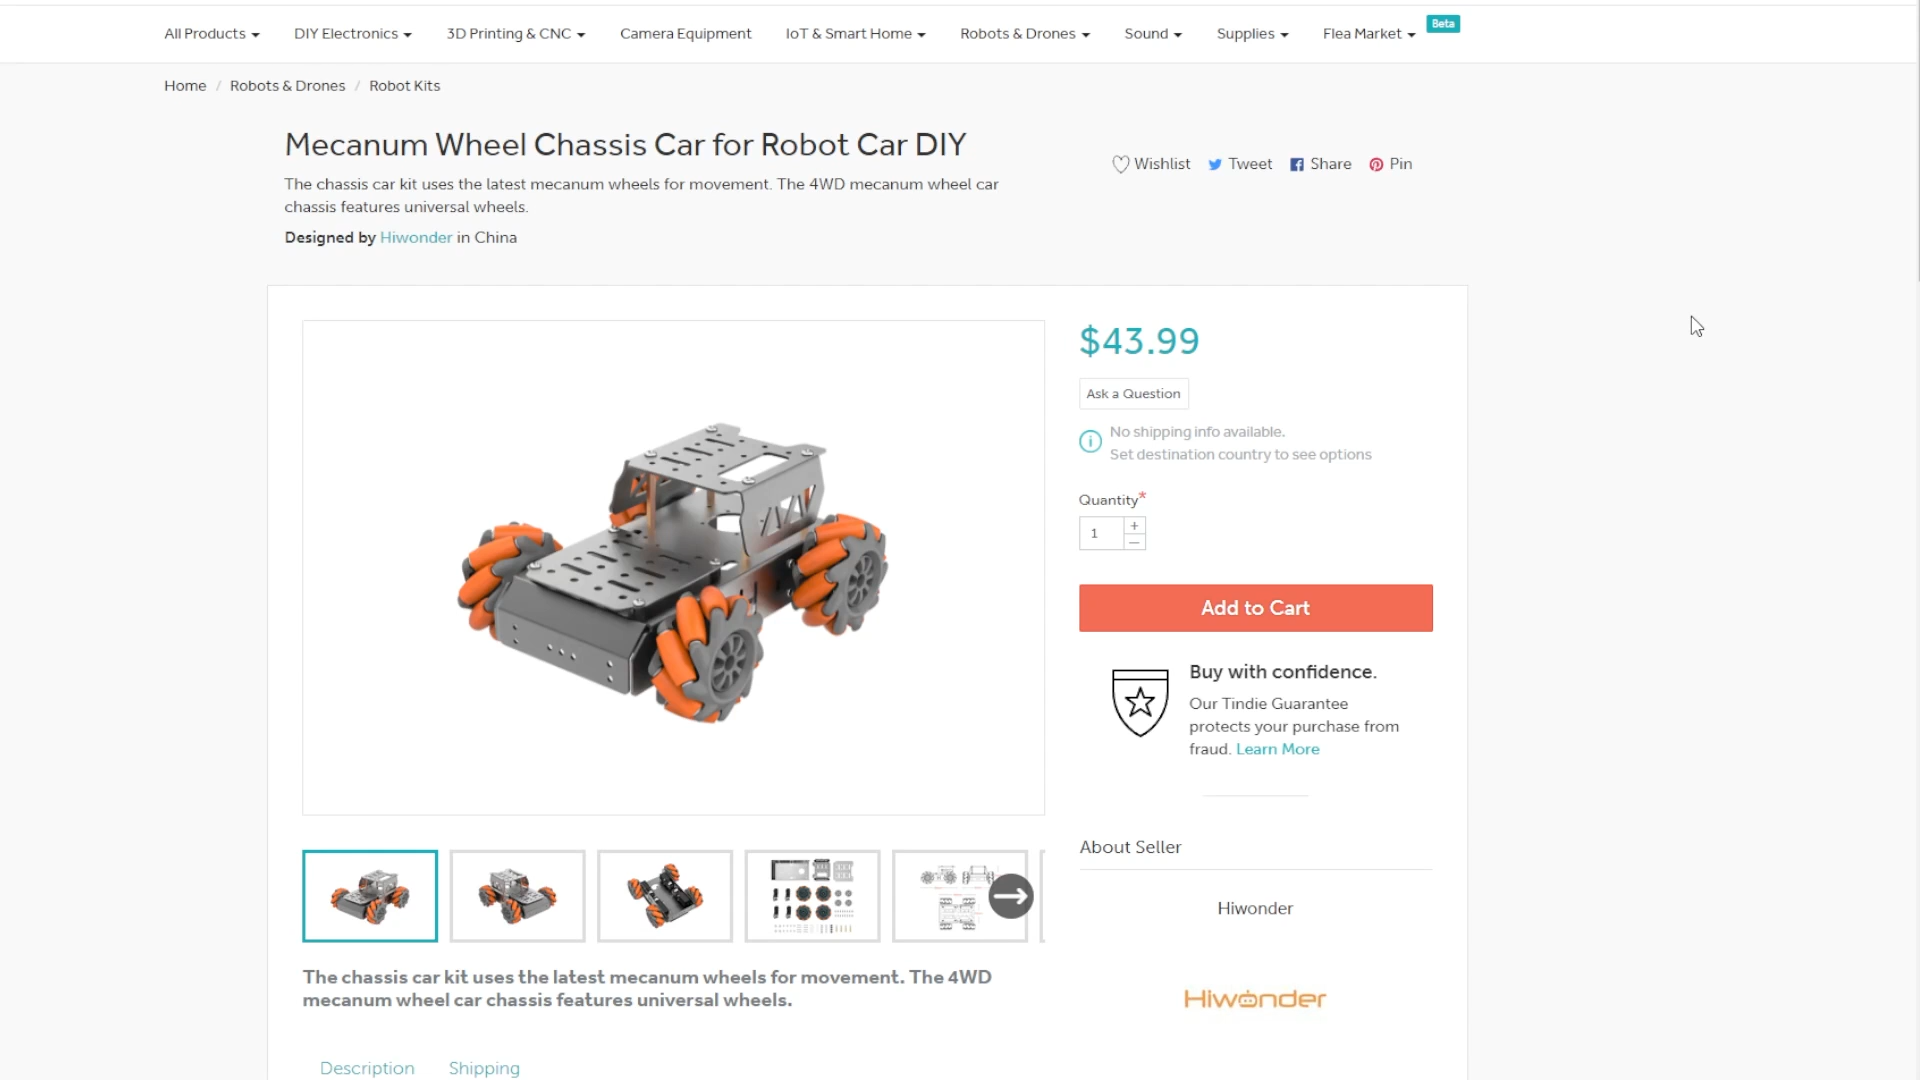 All Products DIY Electronics 3D Printing & CNC Camera Equipment IoT & Smart Home Robots & Drones Sound Supplies Flea Market Beta
Home / Robots & Drones / Robot Kits
Mecanum Wheel Chassis Car for Robot Car DIY
The chassis car kit uses the latest mecanum wheels for movement. The 4WD mecanum wheel car
chassis features universal wheels.
Designed by Hiwonder in China
Wishlist Tweet Share Pin
$43.99
Ask a Question
No shipping info available.
Set destination country to see options
Quantity*
1 + −
Add to Cart
Buy with confidence.
Our Tindie Guarantee
protects your purchase from
fraud. Learn More
About Seller
Hiwonder
Hiwonder
The chassis car kit uses the latest mecanum wheels for movement. The 4WD
mecanum wheel car chassis features universal wheels.
Description Shipping